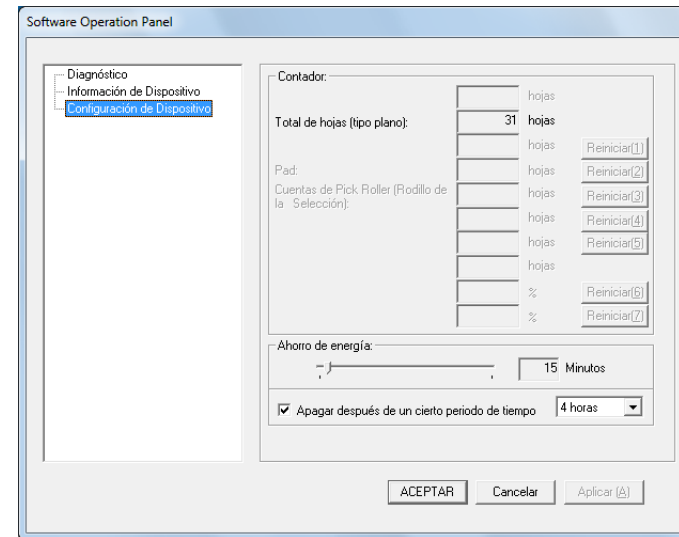 Software Operation Panel
Diagnóstico
Información de Dispositivo
Configuración de Dispositivo
Contador:
hojas
Total de hojas (tipo plano): 31 hojas
hojas Reiniciar(1)
Pad: hojas Reiniciar(2)
Cuentas de Pick Roller (Rodillo de hojas Reiniciar(3)
la Selección):
hojas Reiniciar(4)
hojas Reiniciar(5)
hojas
% Reiniciar(6)
% Reiniciar(7)
Ahorro de energía:
15 Minutos
Apagar después de un cierto periodo de tiempo 4 horas
ACEPTAR Cancelar Aplicar (A)